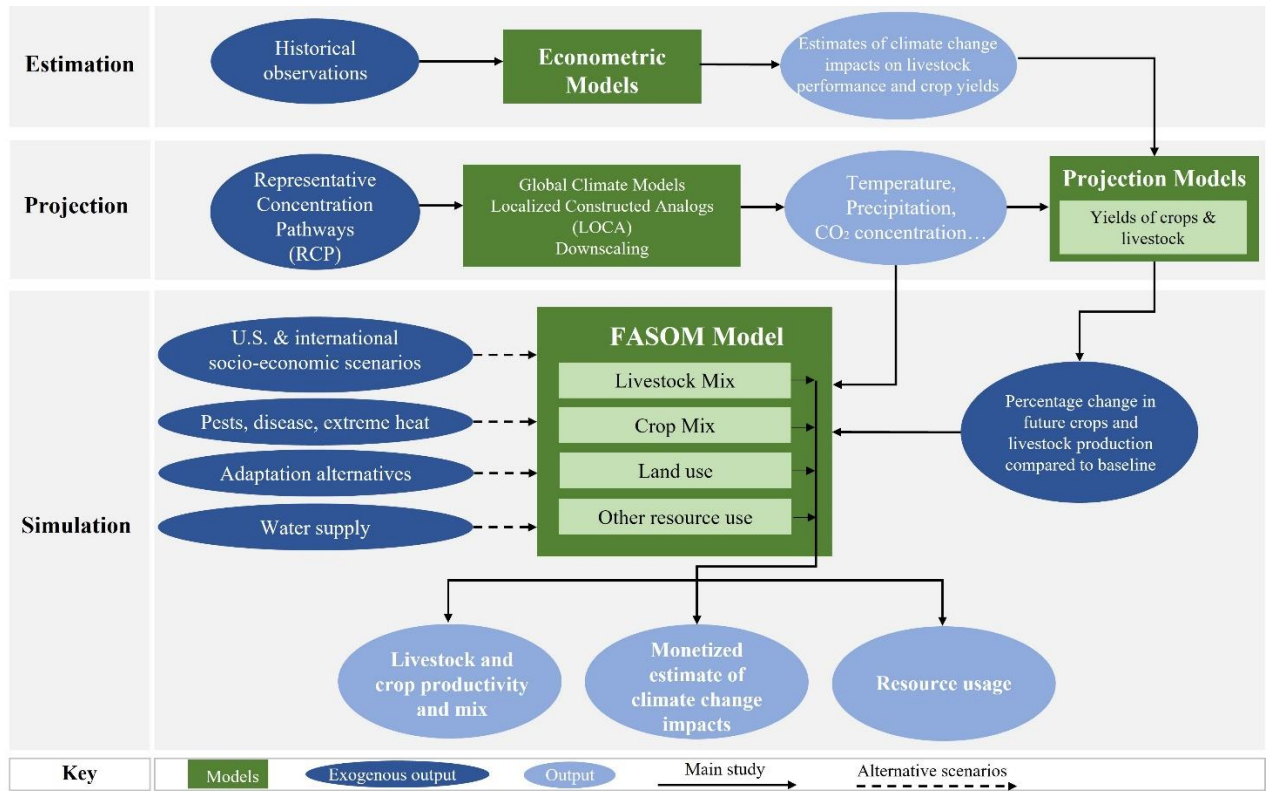 Estimation
Historical
observations
Econometric
Models
Estimates of climate change
impacts on livestock
performance and crop yields
Projection
Representative
Concentration
Pathways
(RCP)
Global Climate Models
Localized Constructed Analogs
(LOCA)
Downscaling
Temperature,
Precipitation,
CO₂ concentration…
Projection Models
Yields of crops &
livestock
Simulation
U.S. & international
socio-economic scenarios
Pests, disease, extreme heat
Adaptation alternatives
Water supply
FASOM Model
Livestock Mix
Crop Mix
Land use
Other resource use
Percentage change in
future crops and
livestock production
compared to baseline
Livestock and
crop productivity
and mix
Monetized
estimate of
climate change
impacts
Resource usage
Key
Models
Exogenous output
Output
Main study
Alternative scenarios